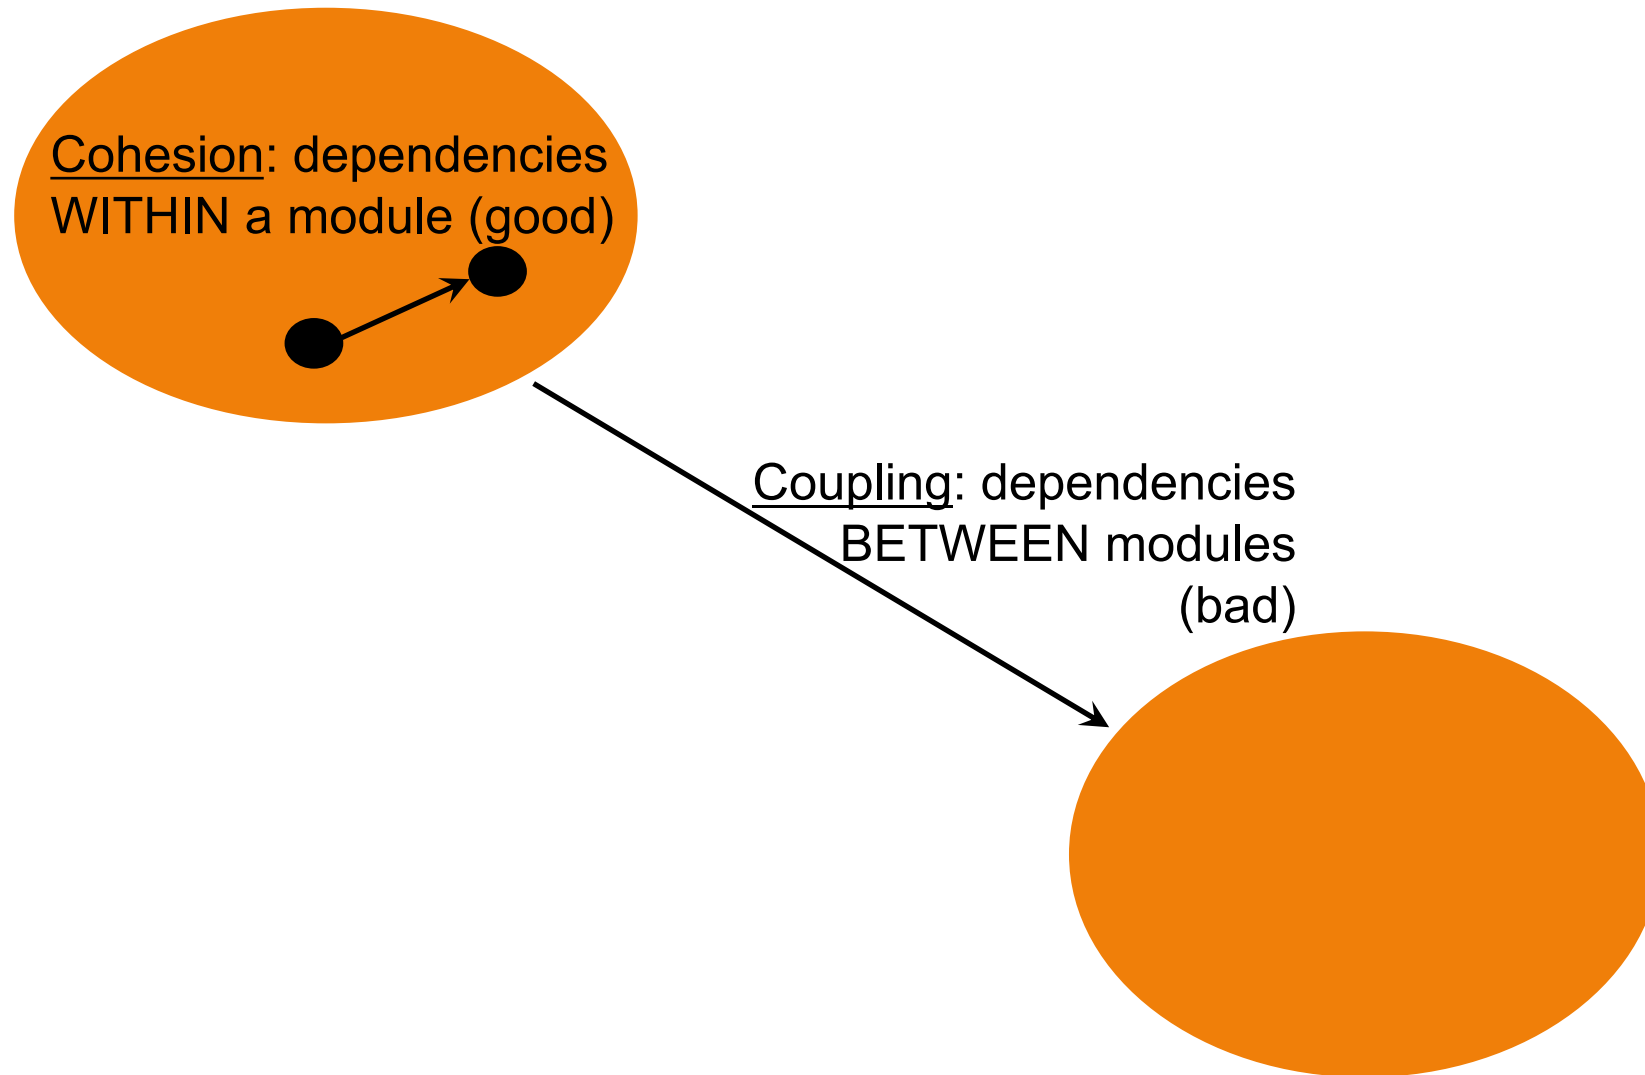 Cohesion: dependencies
WITHIN a module (good)
Coupling: dependencies
BETWEEN modules
(bad)